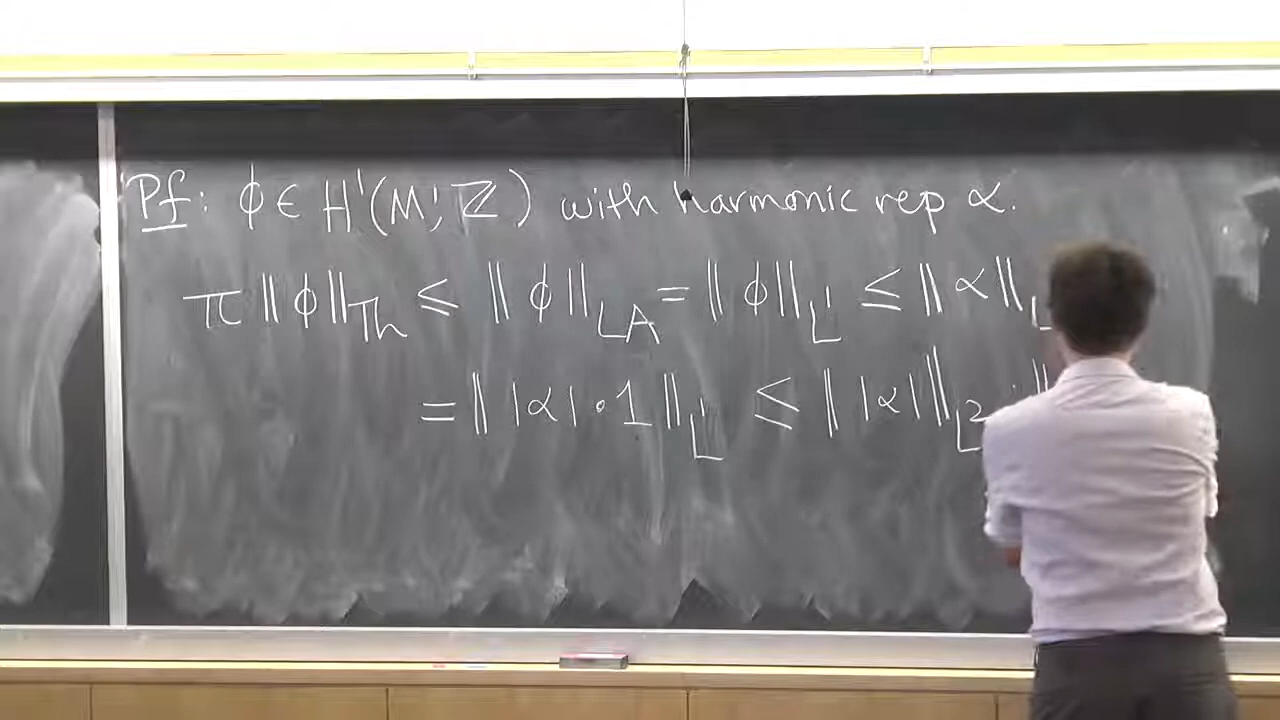 Pf: φ ∈ H¹(M; ℤ) with harmonic rep α.
π ‖φ‖_Th ≤ ‖φ‖_LA = ‖φ‖_L¹ ≤ ‖α‖_L
= ‖ |α| · 1 ‖_L¹ ≤ ‖ |α| ‖_L² · ‖